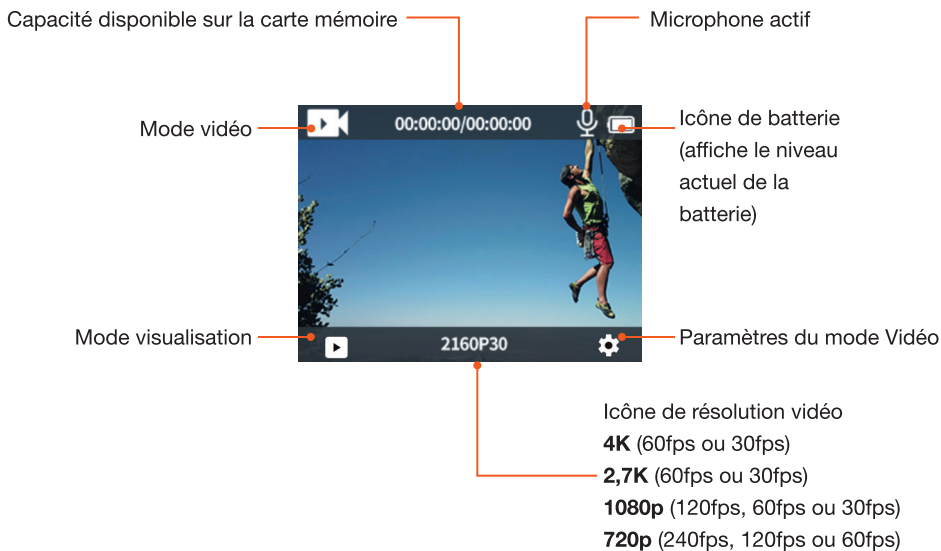 Capacité disponible sur la carte mémoire
Microphone actif
Mode vidéo
00:00:00/00:00:00
Icône de batterie
(affiche le niveau
actuel de la
batterie)
Mode visualisation
2160P30
Paramètres du mode Vidéo
Icône de résolution vidéo
4K (60fps ou 30fps)
2,7K (60fps ou 30fps)
1080p (120fps, 60fps ou 30fps)
720p (240fps, 120fps ou 60fps)